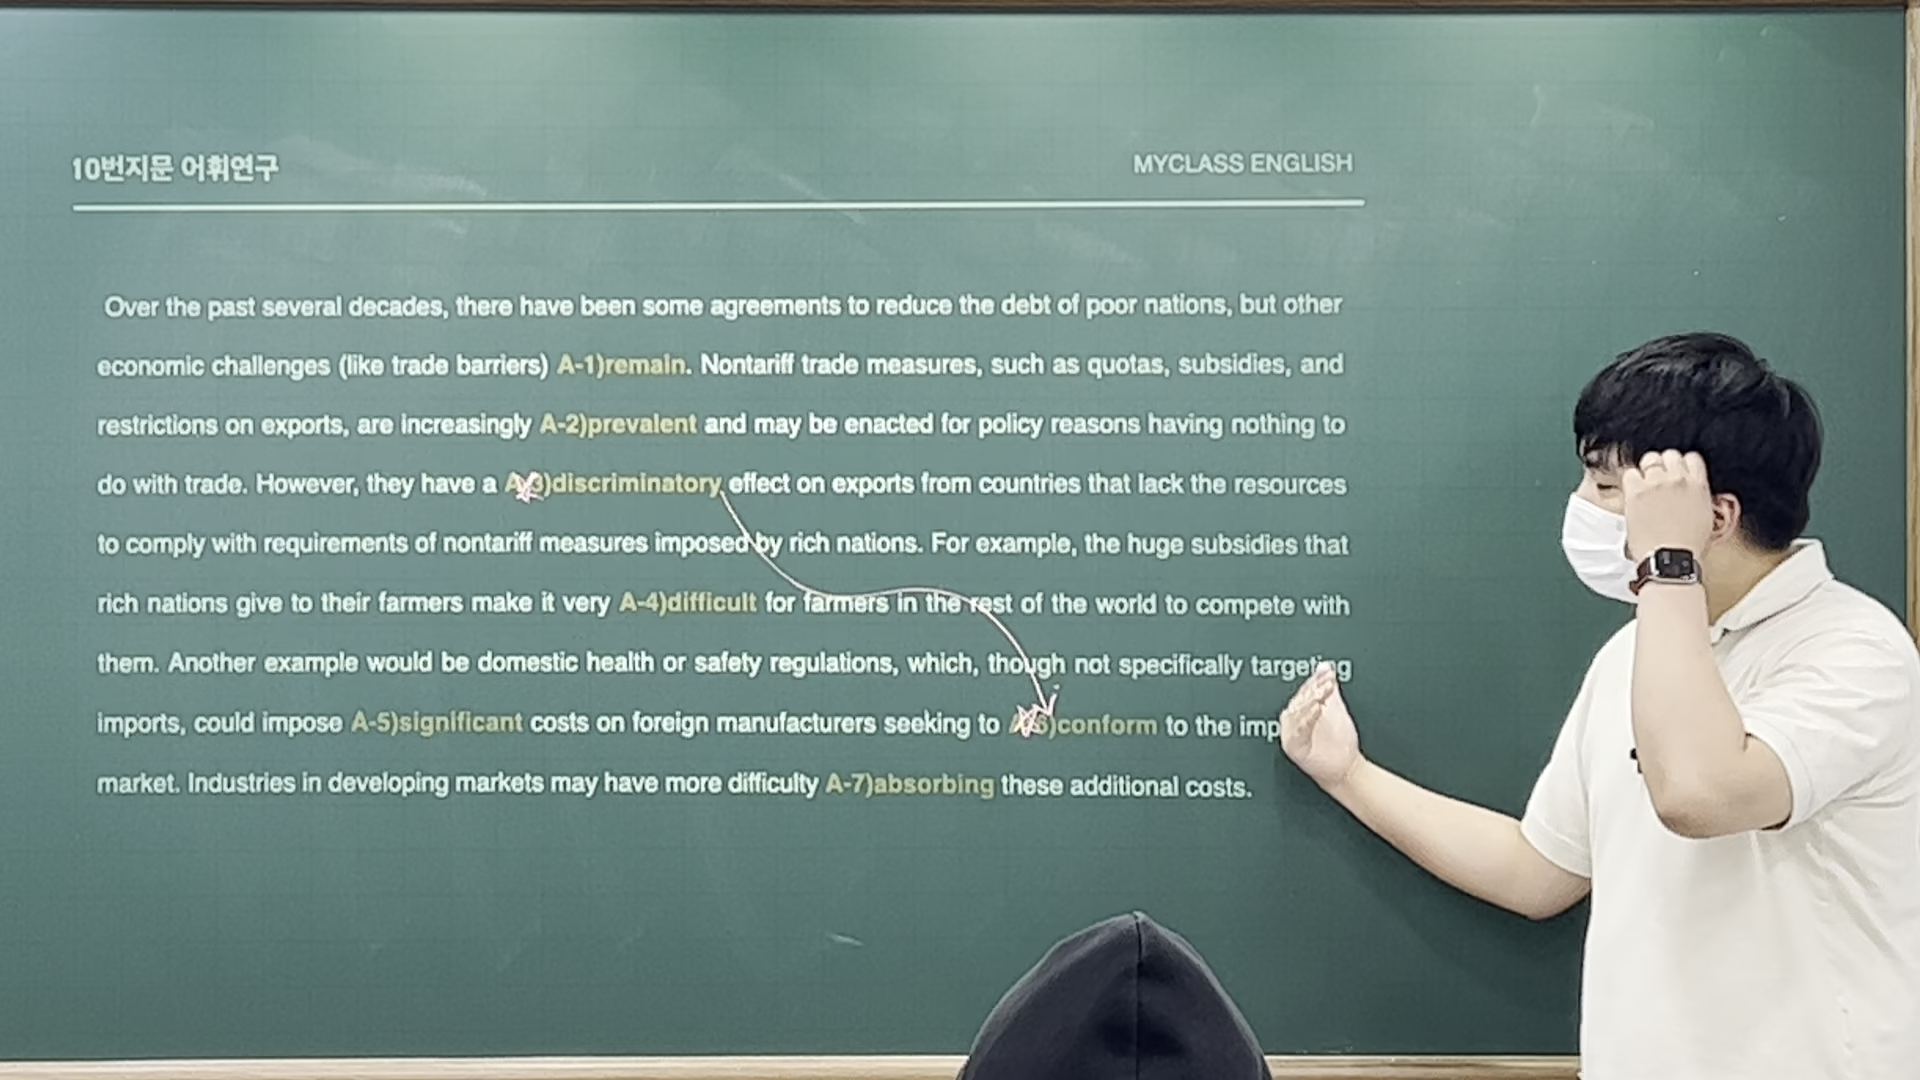 10번지문 어휘연구
MYCLASS ENGLISH
Over the past several decades, there have been some agreements to reduce the debt of poor nations, but other
economic challenges (like trade barriers) A-1)remain. Nontariff trade measures, such as quotas, subsidies, and
restrictions on exports, are increasingly A-2)prevalent and may be enacted for policy reasons having nothing to
do with trade. However, they have a A-3)discriminatory effect on exports from countries that lack the resources
to comply with requirements of nontariff measures imposed by rich nations. For example, the huge subsidies that
rich nations give to their farmers make it very A-4)difficult for farmers in the rest of the world to compete with
them. Another example would be domestic health or safety regulations, which, though not specifically targeting
imports, could impose A-5)significant costs on foreign manufacturers seeking to A-6)conform to the
market. Industries in developing markets may have more difficulty A-7)absorbing these additional costs.